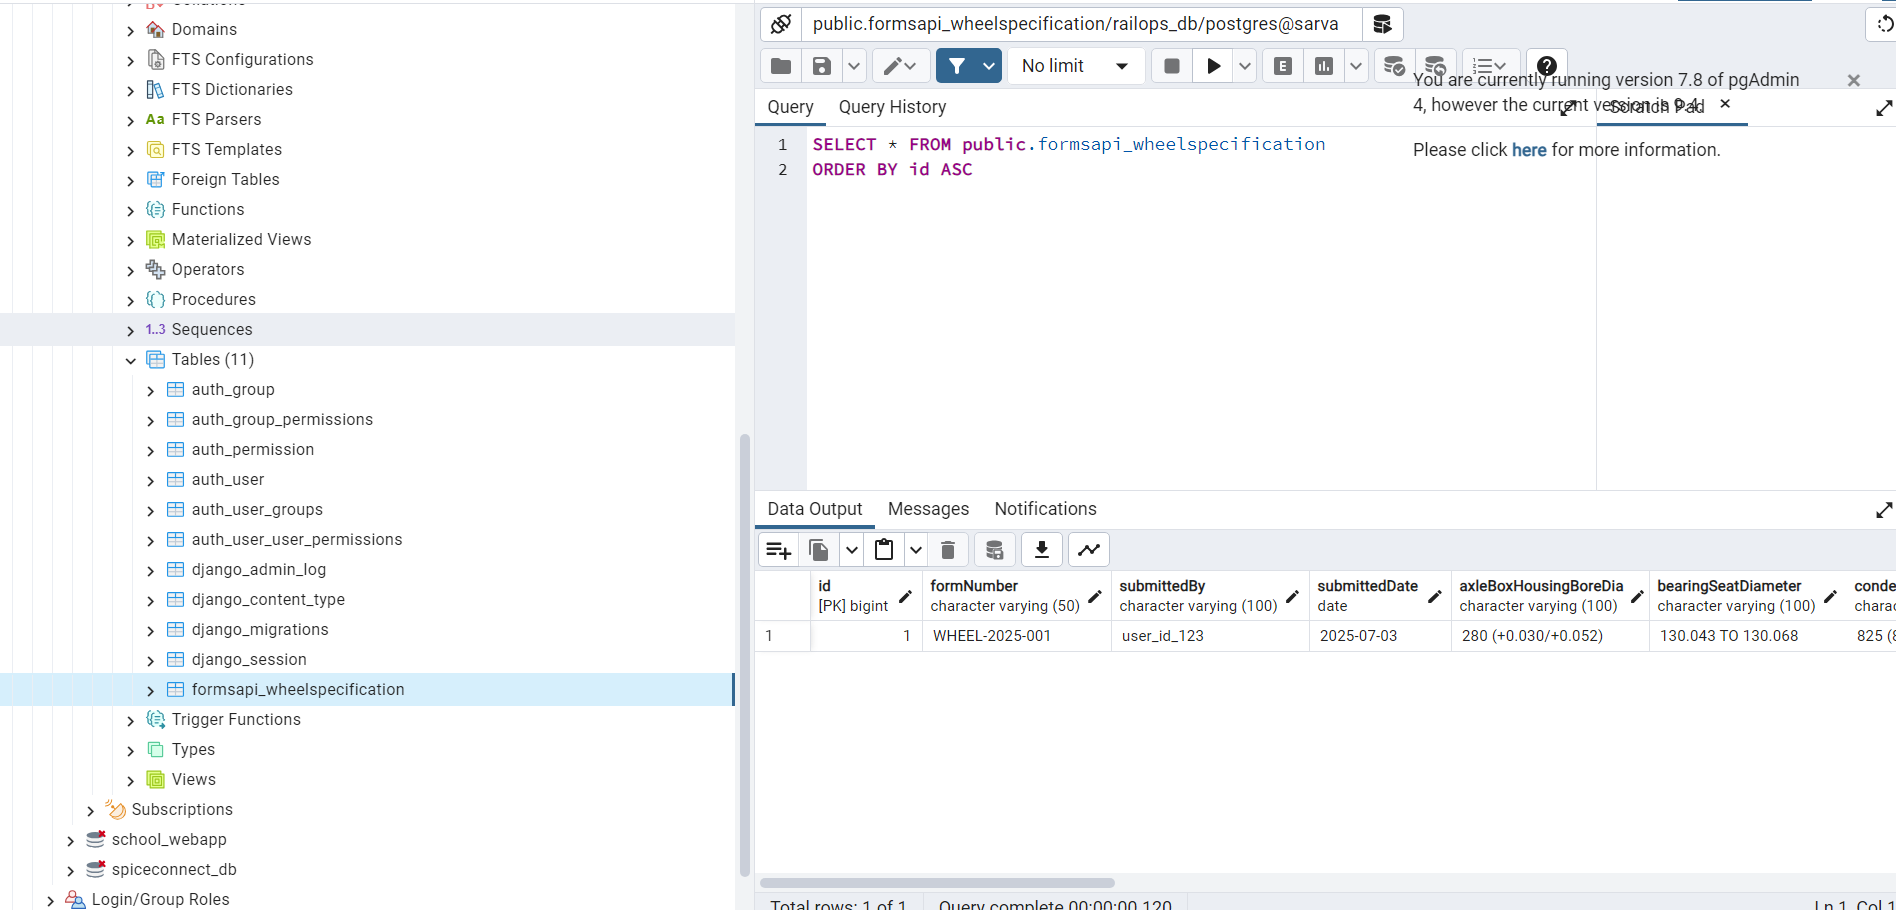 Collations
Domains
FTS Configurations
FTS Dictionaries
Aa FTS Parsers
FTS Templates
Foreign Tables
Functions
Materialized Views
Operators
Procedures
1..3 Sequences
Tables (11)
auth_group
auth_group_permissions
auth_permission
auth_user
auth_user_groups
auth_user_user_permissions
django_admin_log
django_content_type
django_migrations
django_session
formsapi_wheelspecification
Trigger Functions
Types
Views
Subscriptions
school_webapp
spiceconnect_db
Login/Group Roles
public.formsapi_wheelspecification/railops_db/postgres@sarva
No limit
E
You are currently running version 7.8 of pgAdmin
4, however the current version is 9.4.
Please click here for more information.
Query Query History
Scratch Pad
1 SELECT * FROM public.formsapi_wheelspecification
2 ORDER BY id ASC
Data Output Messages Notifications
id formNumber submittedBy submittedDate axleBoxHousingBoreDia bearingSeatDiameter conde
[PK] bigint character varying (50) character varying (100) date character varying (100) character varying (100) charac
1 1 WHEEL-2025-001 user_id_123 2025-07-03 280 (+0.030/+0.052) 130.043 TO 130.068 825 (8
Total rows: 1 of 1 Query complete 00:00:00.120 Ln 1, Col 1